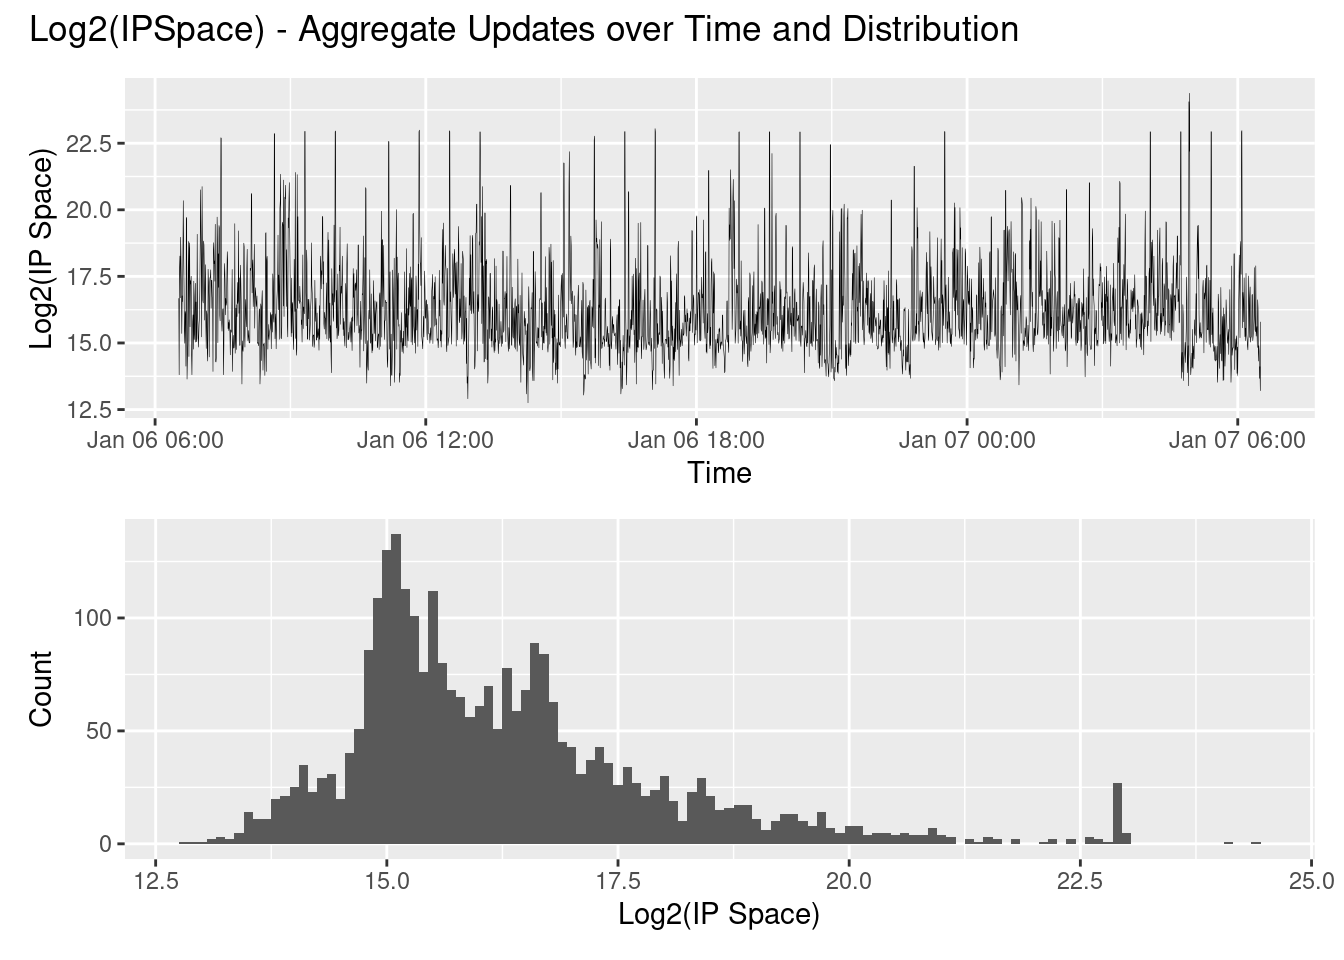 Log2(IPSpace) - Aggregate Updates over Time and Distribution
Log2(IP Space)
22.5
20.0
17.5
15.0
12.5
Jan 06 06:00 Jan 06 12:00 Jan 06 18:00 Jan 07 00:00 Jan 07 06:00
Time
Count
100
50
0
12.5 15.0 17.5 20.0 22.5 25.0
Log2(IP Space)